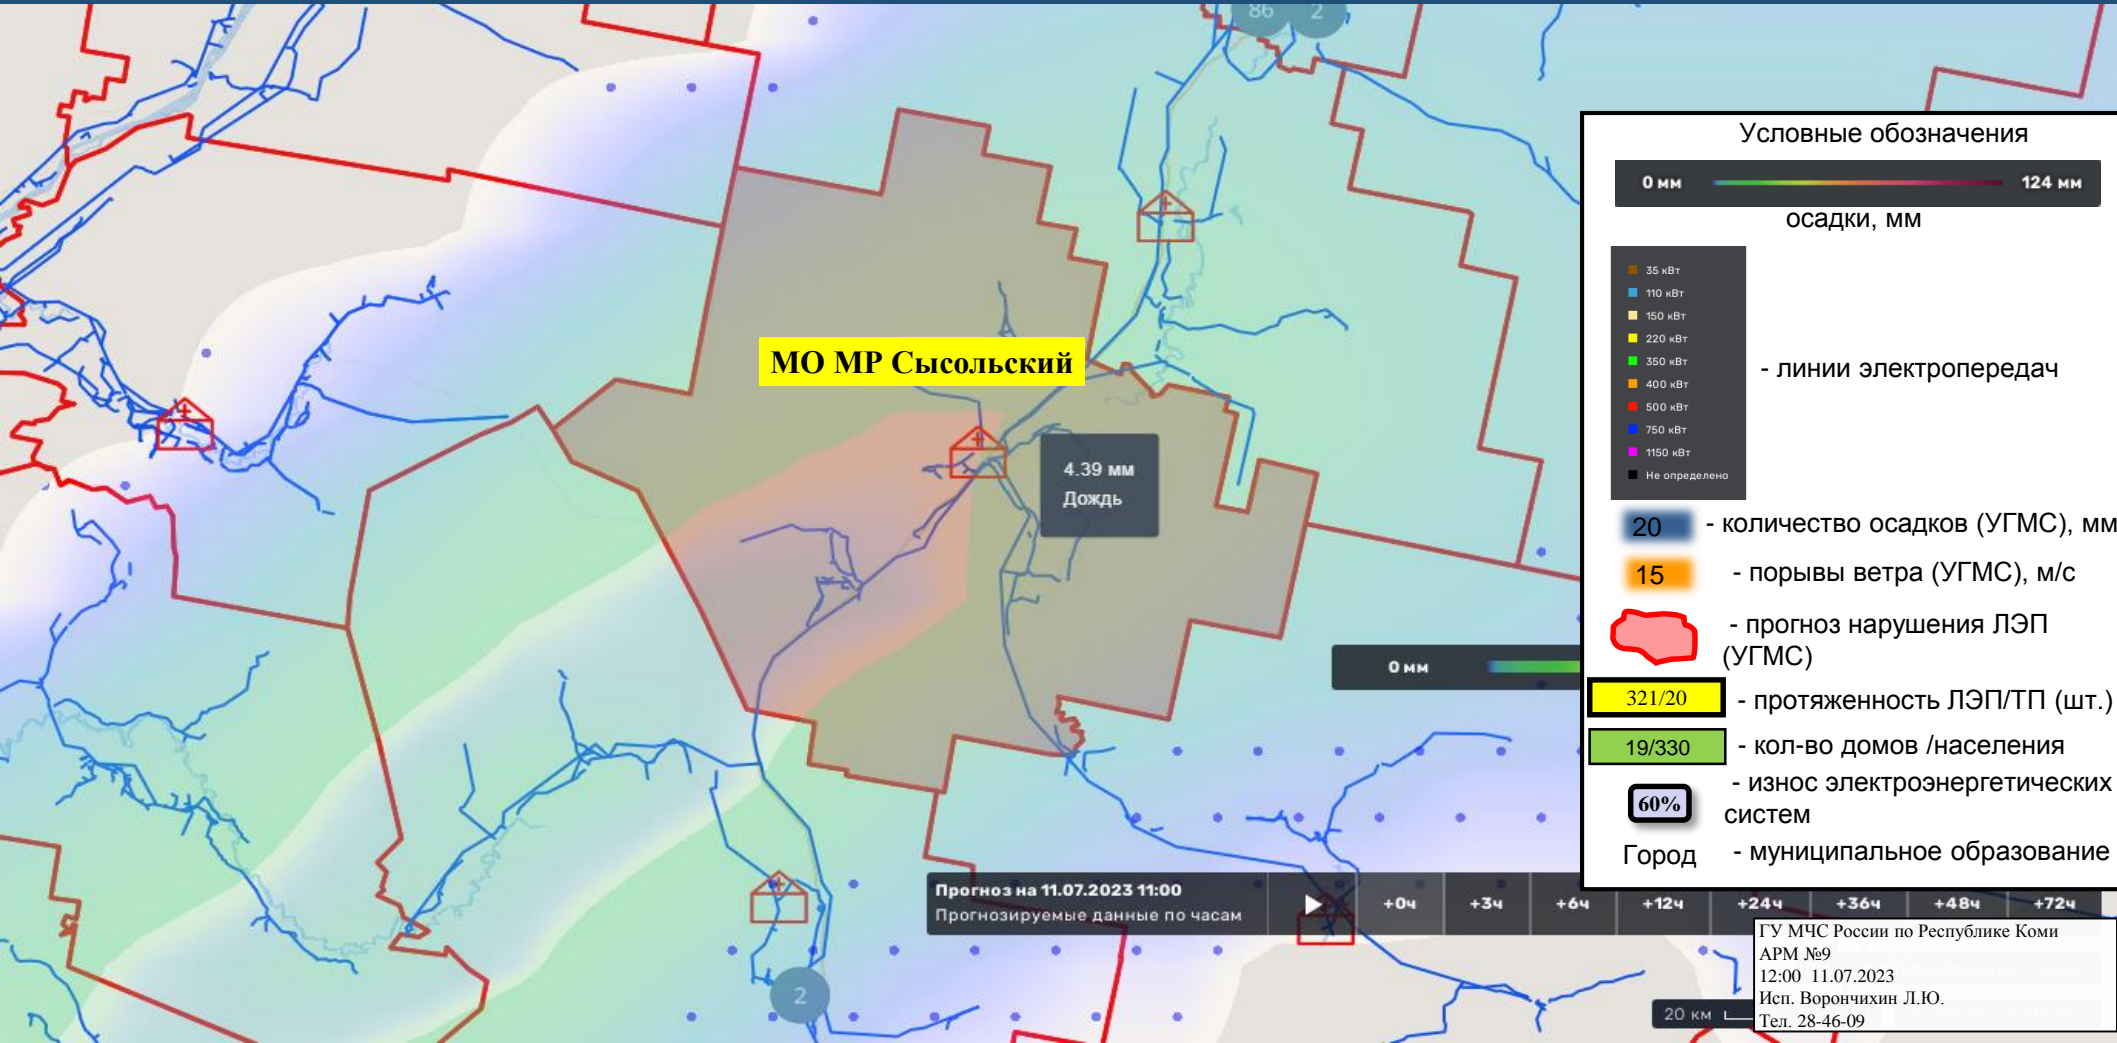 86
2
МО МР Сысольский
4.39 мм
Дождь
0 мм
Прогноз на 11.07.2023 11:00
Прогнозируемые данные по часам
+0ч
+3ч
+6ч
+12ч
+24ч
+36ч
+48ч
+72ч
2
20 км
Условные обозначения
0 мм
124 мм
осадки, мм
35 кВт
110 кВт
150 кВт
220 кВт
350 кВт
400 кВт
500 кВт
750 кВт
1150 кВт
Не определено
- линии электропередач
20 - количество осадков (УГМС), мм
15 - порывы ветра (УГМС), м/с
- прогноз нарушения ЛЭП
(УГМС)
321/20 - протяженность ЛЭП/ТП (шт.)
19/330 - кол-во домов /населения
- износ электроэнергетических
60% систем
Город - муниципальное образование
ГУ МЧС России по Республике Коми
АРМ №9
12:00 11.07.2023
Исп. Ворончихин Л.Ю.
Тел. 28-46-09